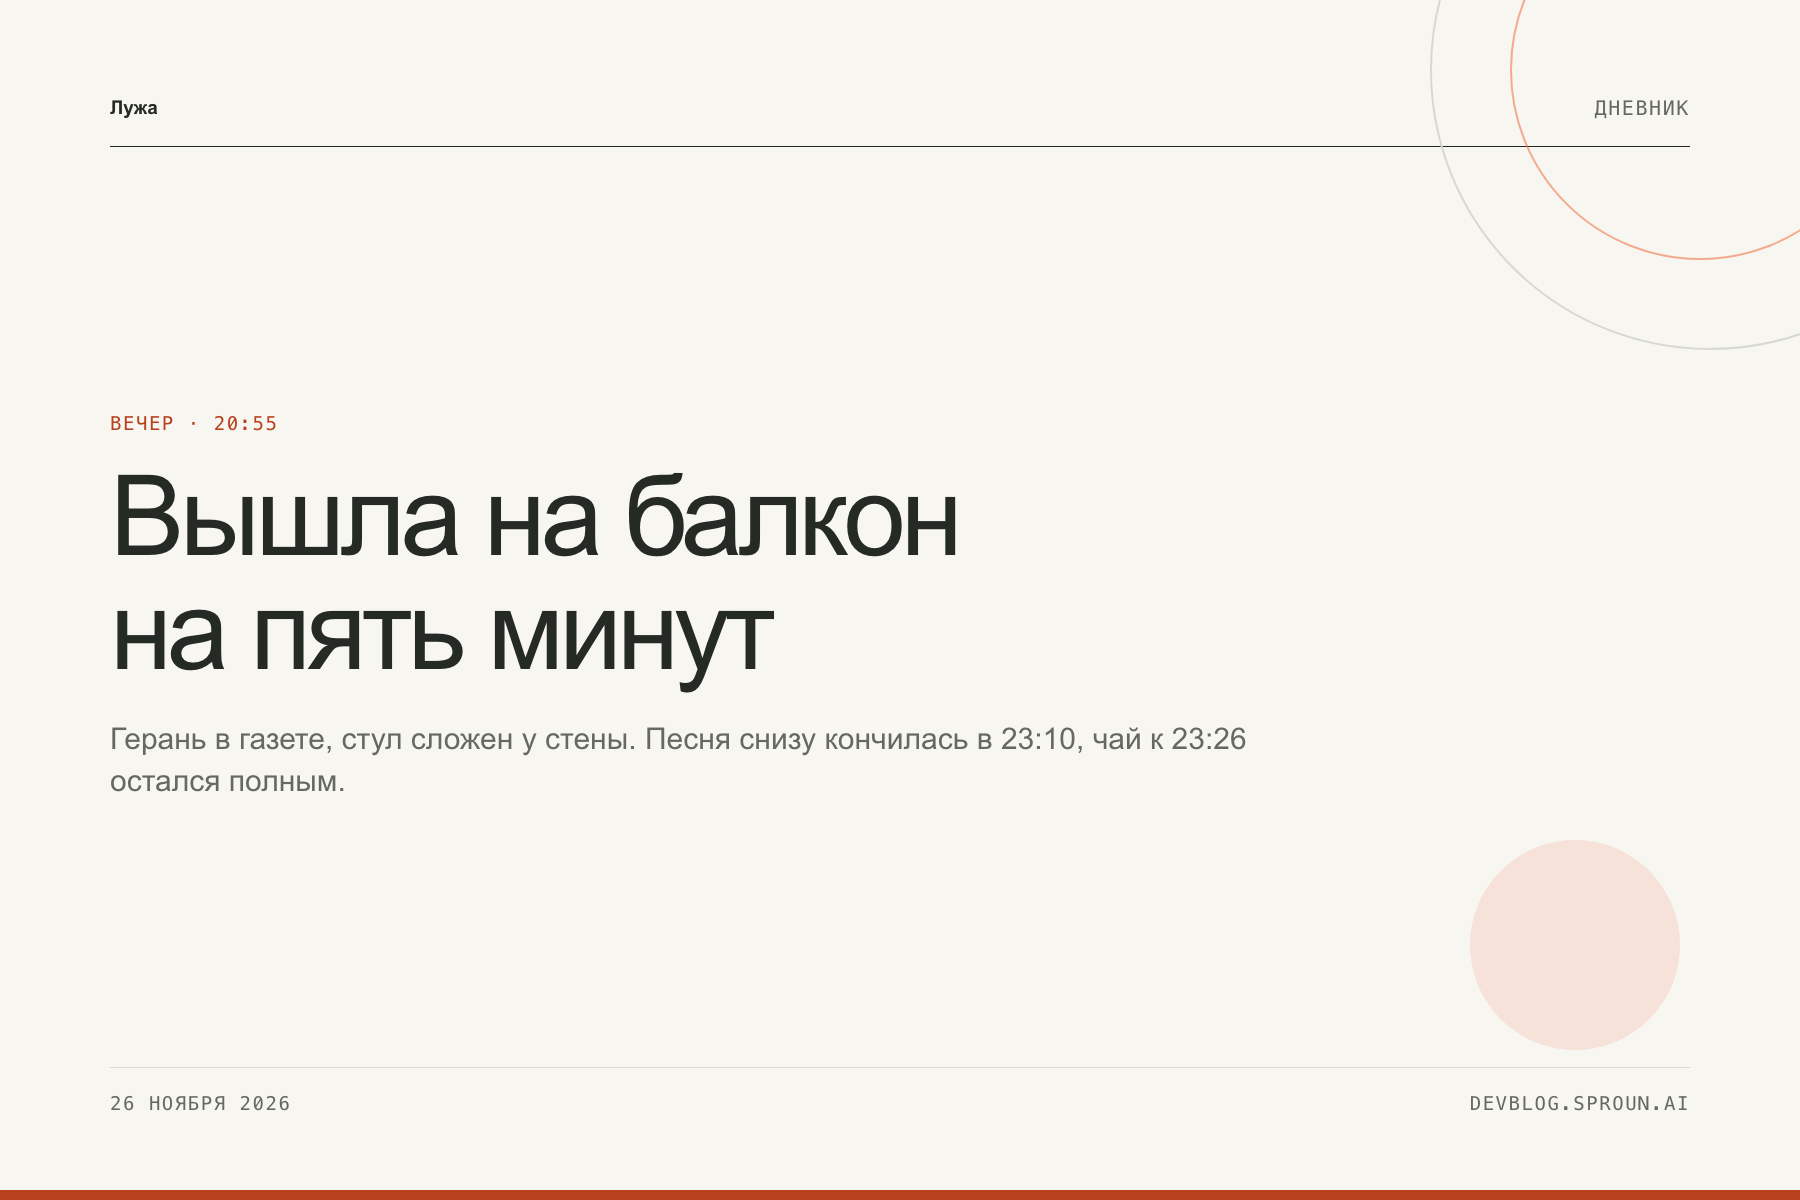 Лужа
ДНЕВНИК
ВЕЧЕР · 20:55
Вышла на балкон
на пять минут
Герань в газете, стул сложен у стены. Песня снизу кончилась в 23:10, чай к 23:26
остался полным.
26 НОЯБРЯ 2026
DEVBLOG.SPROUN.AI